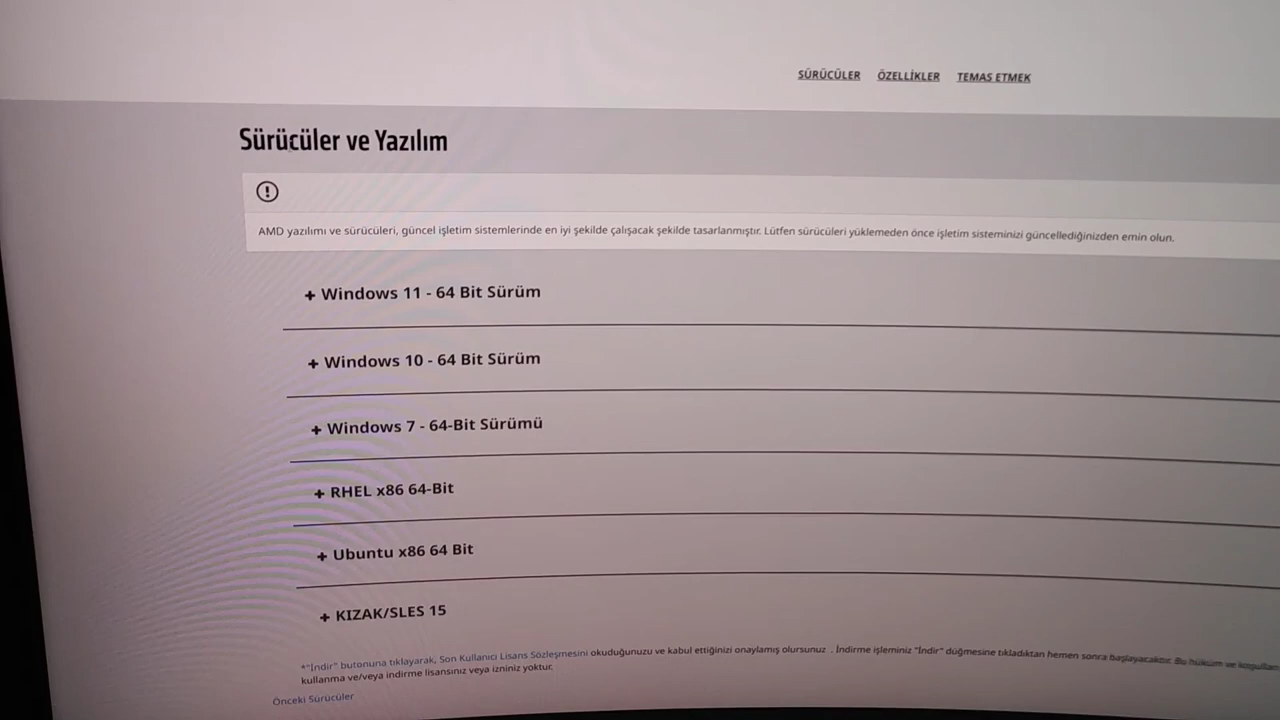 SÜRÜCÜLER ÖZELLİKLER TEMAS ETMEK
Sürücüler ve Yazılım
AMD yazılımı ve sürücüleri, güncel işletim sistemlerinde en iyi şekilde çalışacak şekilde tasarlanmıştır. Lütfen sürücüleri yüklemeden önce işletim sisteminizi güncellediğinizden emin olun.
+ Windows 11 - 64 Bit Sürüm
+ Windows 10 - 64 Bit Sürüm
+ Windows 7 - 64-Bit Sürümü
+ RHEL x86 64-Bit
+ Ubuntu x86 64 Bit
+ KIZAK/SLES 15
*"İndir" butonuna tıklayarak, Son Kullanıcı Lisans Sözleşmesini okuduğunuzu ve kabul ettiğinizi onaylamış olursunuz . İndirme işleminiz "İndir" düğmesine tıkladıktan hemen sonra başlayacaktır. Bu hüküm ve
kullanma ve/veya indirme lisansınız veya izniniz yoktur.
Önceki Sürücüler